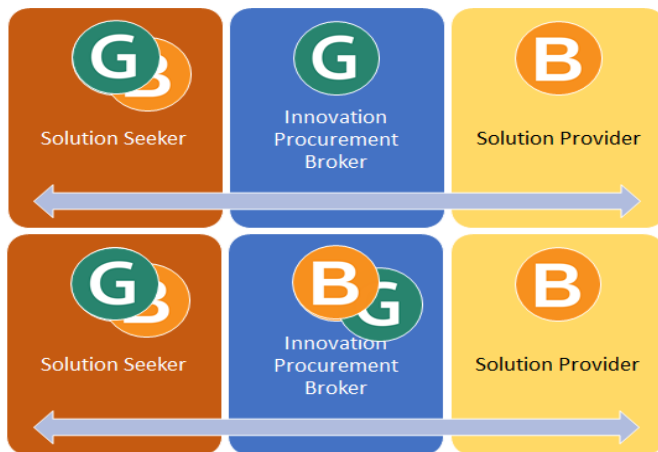 G
B
G
B
Solution Seeker
Innovation
Procurement
Broker
Solution Provider
G
B
B
G
B
Solution Seeker
Innovation
Procurement
Broker
Solution Provider